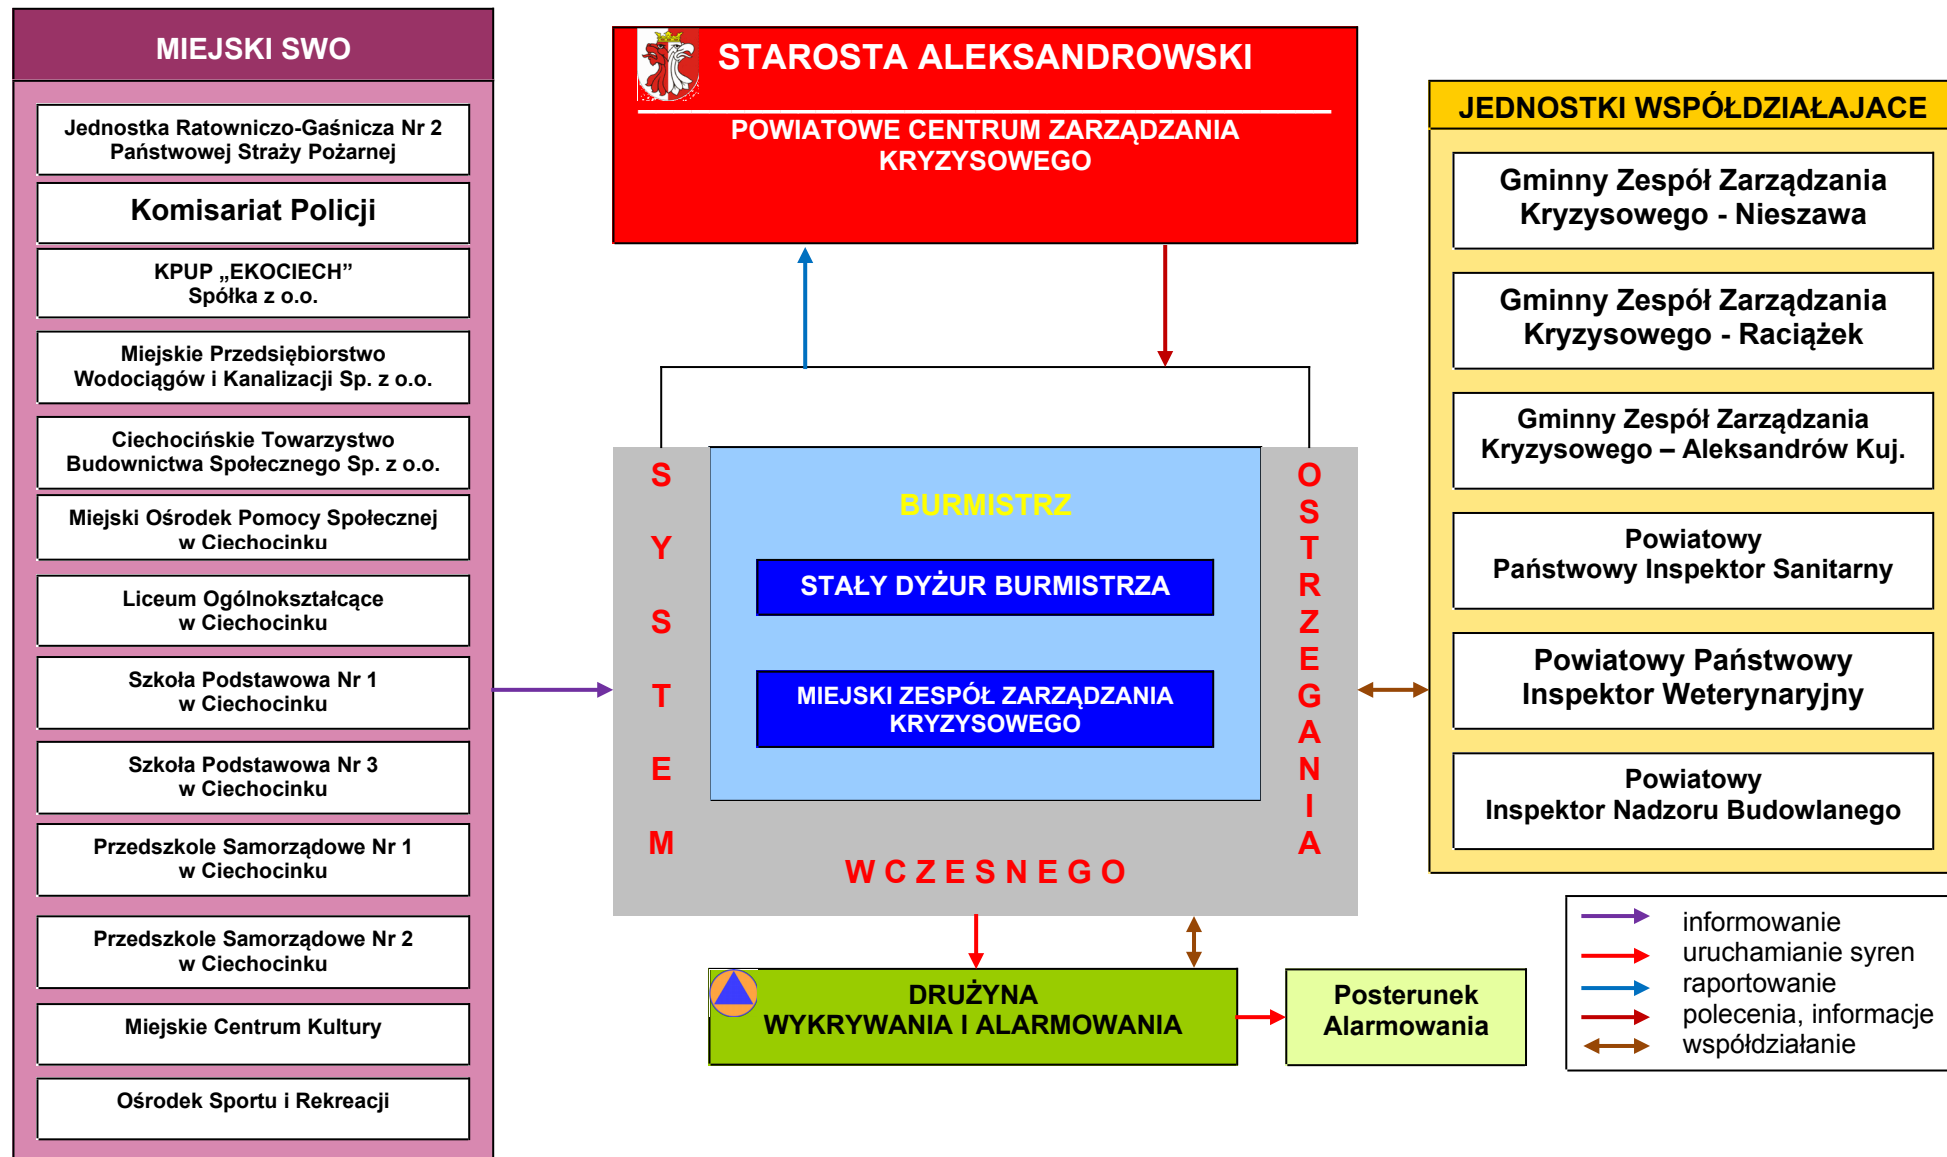 MIEJSKI SWO
Jednostka Ratowniczo-Gaśnicza Nr 2
Państwowej Straży Pożarnej
Komisariat Policji
KPUP „EKOCIECH”
Spółka z o.o.
Miejskie Przedsiębiorstwo
Wodociągów i Kanalizacji Sp. z o.o.
Ciechocińskie Towarzystwo
Budownictwa Społecznego Sp. z o.o.
Miejski Ośrodek Pomocy Społecznej
w Ciechocinku
Liceum Ogólnokształcące
w Ciechocinku
Szkoła Podstawowa Nr 1
w Ciechocinku
Szkoła Podstawowa Nr 3
w Ciechocinku
Przedszkole Samorządowe Nr 1
w Ciechocinku
Przedszkole Samorządowe Nr 2
w Ciechocinku
Miejskie Centrum Kultury
Ośrodek Sportu i Rekreacji
STAROSTA ALEKSANDROWSKI
POWIATOWE CENTRUM ZARZĄDZANIA
KRYZYSOWEGO
SYSTEM
WCZESNEGO
OSTRZEGANIA
BURMISTRZ
STAŁY DYŻUR BURMISTRZA
MIEJSKI ZESPÓŁ ZARZĄDZANIA
KRYZYSOWEGO
DRUŻYNA
WYKRYWANIA I ALARMOWANIA
Posterunek
Alarmowania
JEDNOSTKI WSPÓŁDZIAŁAJACE
Gminny Zespół Zarządzania
Kryzysowego - Nieszawa
Gminny Zespół Zarządzania
Kryzysowego - Raciążek
Gminny Zespół Zarządzania
Kryzysowego – Aleksandrów Kuj.
Powiatowy
Państwowy Inspektor Sanitarny
Powiatowy Państwowy
Inspektor Weterynaryjny
Powiatowy
Inspektor Nadzoru Budowlanego
informowanie
uruchamianie syren
raportowanie
polecenia, informacje
współdziałanie